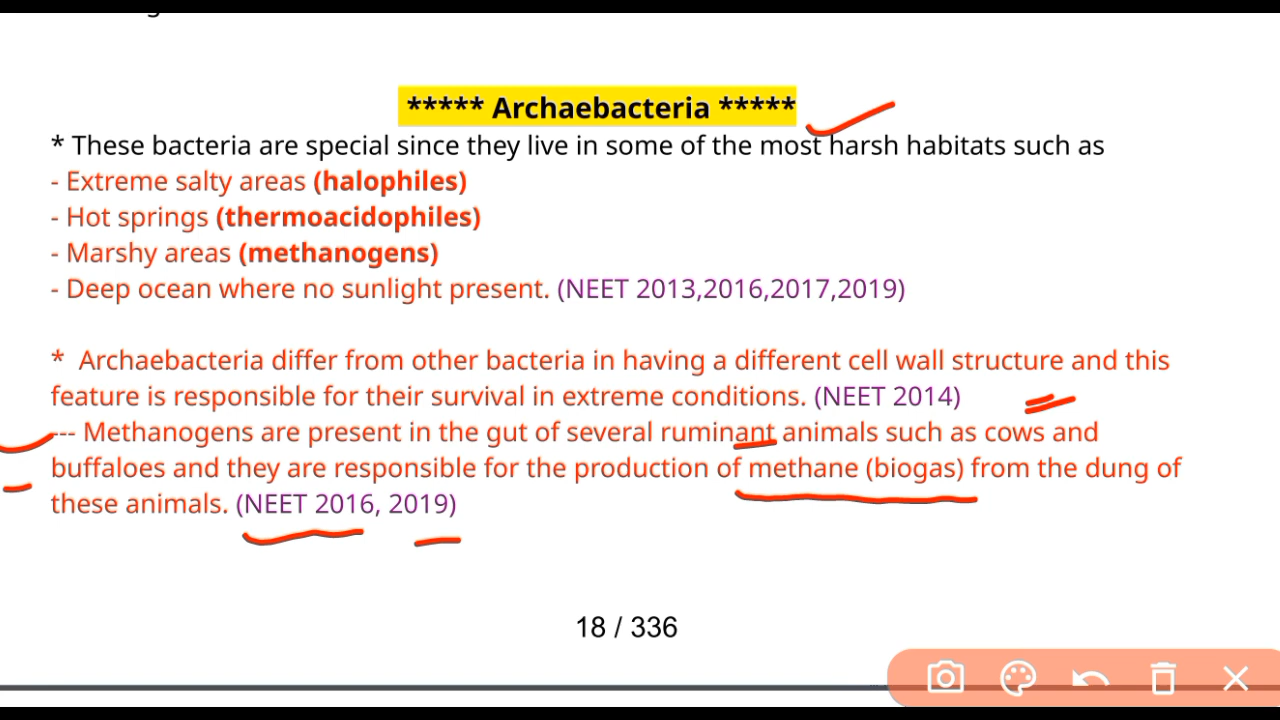 ***** Archaebacteria *****
* These bacteria are special since they live in some of the most harsh habitats such as
- Extreme salty areas (halophiles)
- Hot springs (thermoacidophiles)
- Marshy areas (methanogens)
- Deep ocean where no sunlight present. (NEET 2013,2016,2017,2019)
* Archaebacteria differ from other bacteria in having a different cell wall structure and this
feature is responsible for their survival in extreme conditions. (NEET 2014)
--- Methanogens are present in the gut of several ruminant animals such as cows and
buffaloes and they are responsible for the production of methane (biogas) from the dung of
these animals. (NEET 2016, 2019)
18 / 336